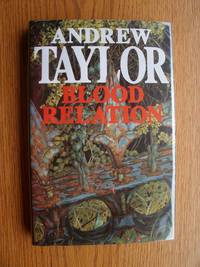 ANDREW
TAYLOR
BLOOD
RELATION